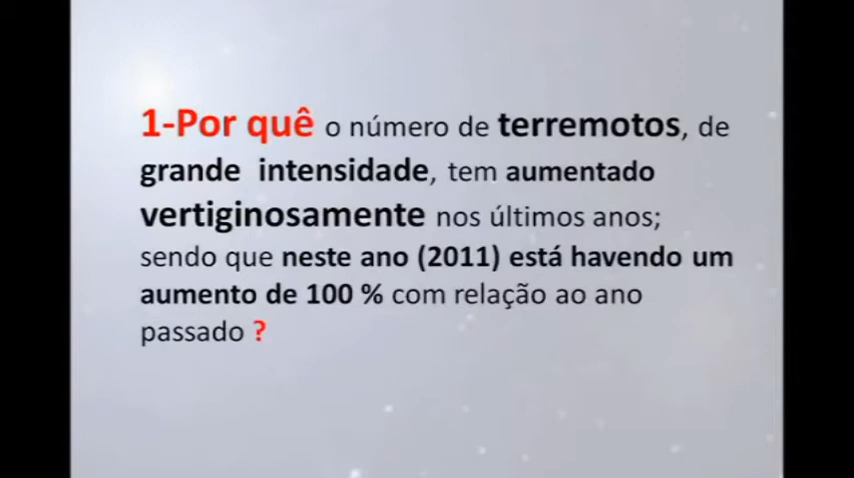 1-Por quê o número de terremotos, de
grande intensidade, tem aumentado
vertiginosamente nos últimos anos;
sendo que neste ano (2011) está havendo um
aumento de 100 % com relação ao ano
passado ?